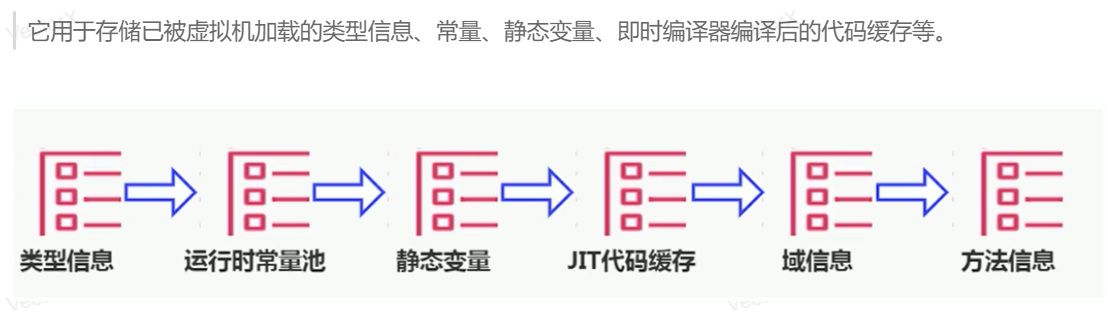 它用于存储已被虚拟机加载的类型信息、常量、静态变量、即时编译器编译后的代码缓存等。
类型信息
运行时常量池
静态变量
JIT代码缓存
域信息
方法信息